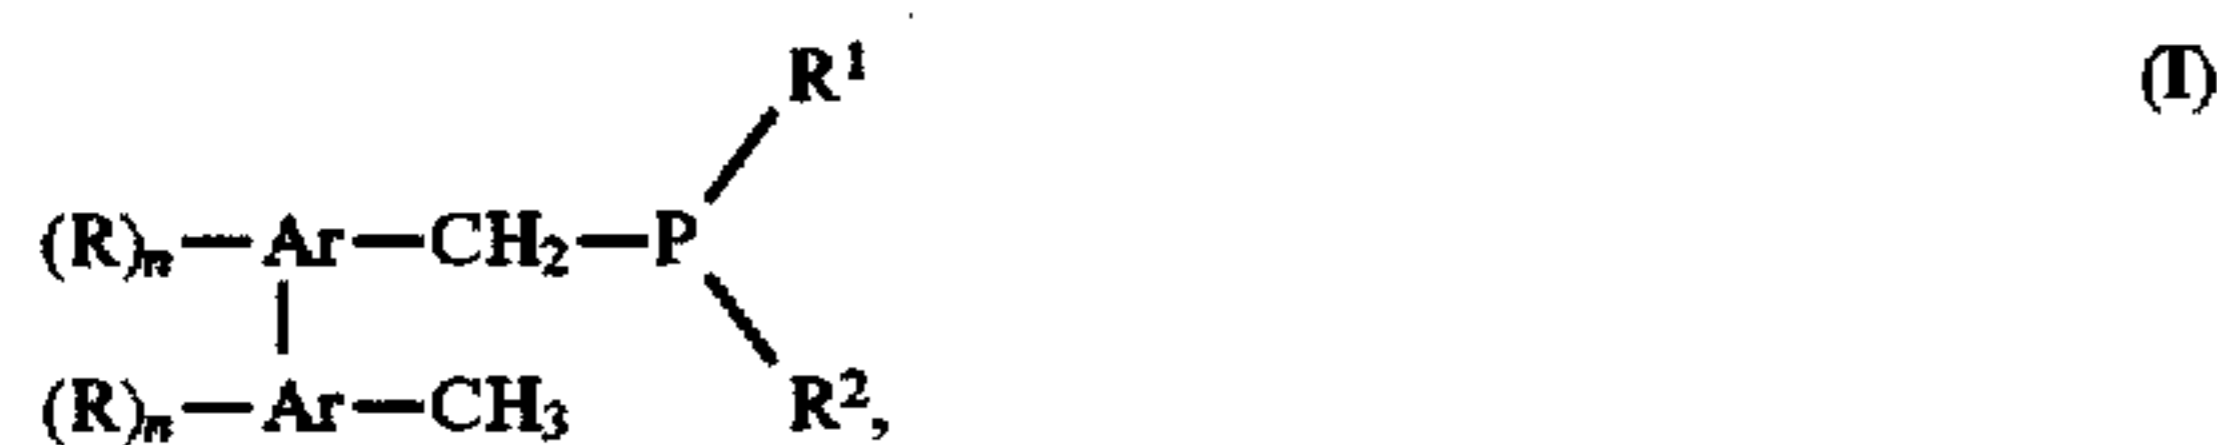 R¹ (I)
(R)ₙ—Ar—CH₂—P
(R)ₙ—Ar—CH₃ R²,